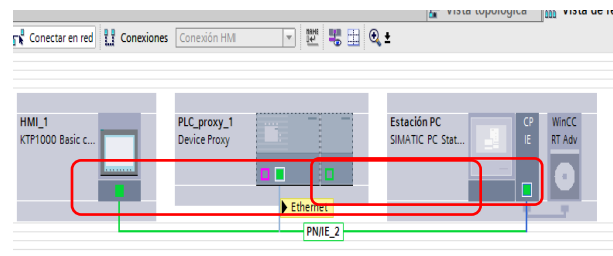 Vista topológica Vista de re
Conectar en red Conexiones Conexión HMI
HMI_1
KTP1000 Basic c...
PLC_proxy_1
Device Proxy
Estación PC
SIMATIC PC Stat...
CP
IE
WinCC
RT Adv
Ethernet
PN/IE_2